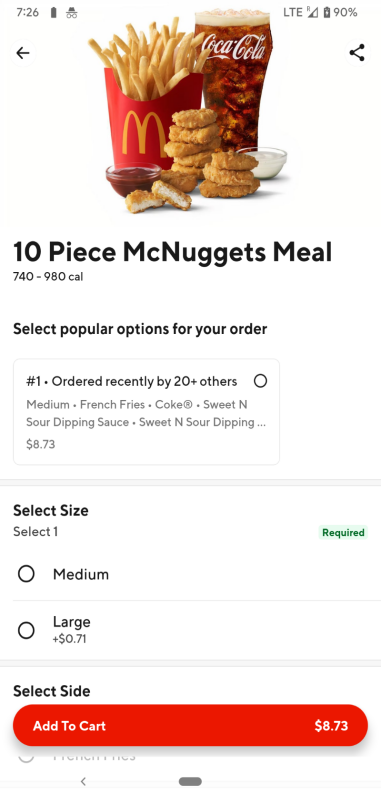 7:26
LTE R 90%
Coca-Cola
10 Piece McNuggets Meal
740 - 980 cal
Select popular options for your order
#1 • Ordered recently by 20+ others
Medium • French Fries • Coke® • Sweet N
Sour Dipping Sauce • Sweet N Sour Dipping ...
$8.73
Select Size
Select 1
Required
Medium
Large
+$0.71
Select Side
Add To Cart
$8.73
French Fries